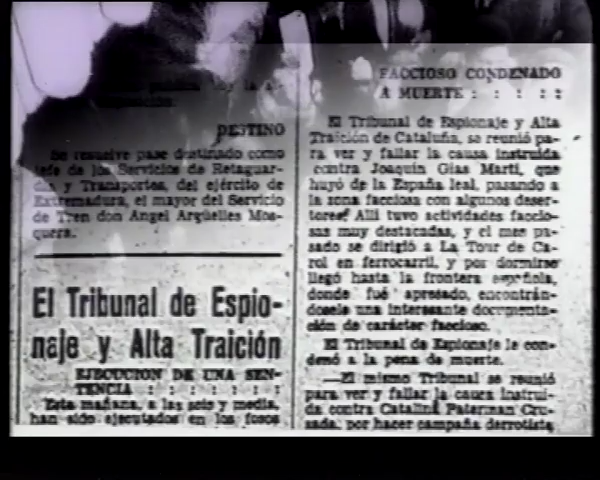 DESTINO
Se resuelve pase destinado como
jefe de los Servicios de Retaguar-
dia y Transportes, del ejército de
Extremadura, el mayor del Servicio
de Tren don Angel Argüelles Mos-
quera.
El Tribunal de Espio-
naje y Alta Traición
EJECUCION DE UNA SEN-
TENCIA : : : : : : :
Esta mañana, a las seis y media,
han sido ejecutados en los fosos
FACCIOSO CONDENADO
A MUERTE : : : : :
El Tribunal de Espionaje y Alta
Traición de Cataluña, se reunió pa-
ra ver y fallar la causa instruida
contra Joaquín Gias Martí, que
huyó de la España leal, pasando a
la zona facciosa con algunos deser-
tores. Allí tuvo actividades faccio-
sas muy destacadas, y el mes pa-
sado se dirigió a La Tour de Ca-
rol en ferrocarril, y por dormirse
llegó hasta la frontera española,
donde fué apresado, encontrán-
dosele una interesante documenta-
ción de carácter faccioso.
El Tribunal de Espionaje le con-
denó a la pena de muerte.
—El mismo Tribunal se reunió
para ver y fallar la causa instrui-
da contra Catalina Paterman Cru-
sada, por hacer campaña derrotista